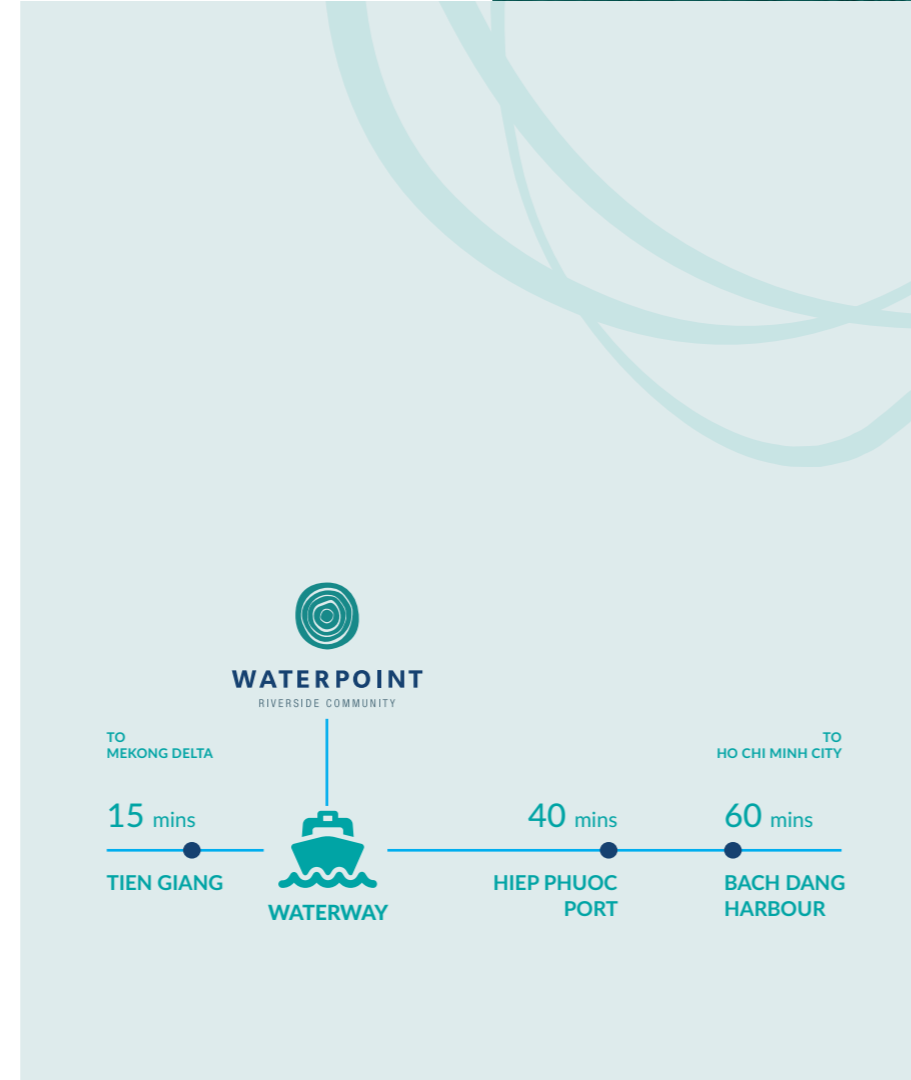 WATERPOINT
RIVERSIDE COMMUNITY
TO
MEKONG DELTA
TO
HO CHI MINH CITY
15 mins
40 mins
60 mins
TIEN GIANG
WATERWAY
HIEP PHUOC
PORT
BACH DANG
HARBOUR